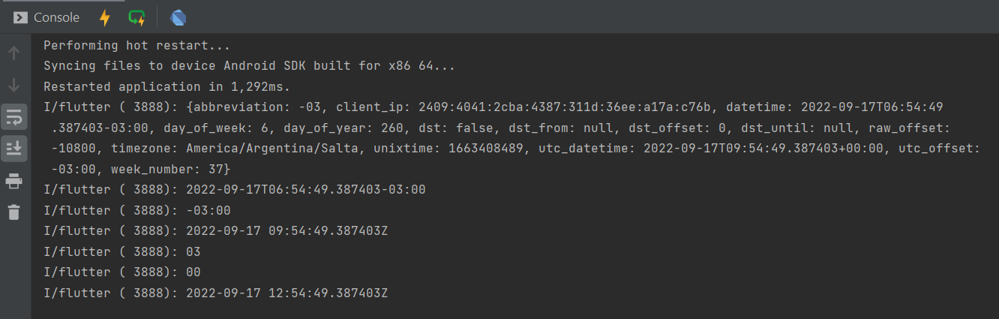 Console
Performing hot restart...
Syncing files to device Android SDK built for x86 64...
Restarted application in 1,292ms.
I/flutter ( 3888): {abbreviation: -03, client_ip: 2409:4041:2cba:4387:311d:36ee:a17a:c76b, datetime: 2022-09-17T06:54:49
.387403-03:00, day_of_week: 6, day_of_year: 260, dst: false, dst_from: null, dst_offset: 0, dst_until: null, raw_offset:
-10800, timezone: America/Argentina/Salta, unixtime: 1663408489, utc_datetime: 2022-09-17T09:54:49.387403+00:00, utc_offset:
-03:00, week_number: 37}
I/flutter ( 3888): 2022-09-17T06:54:49.387403-03:00
I/flutter ( 3888): -03:00
I/flutter ( 3888): 2022-09-17 09:54:49.387403Z
I/flutter ( 3888): 03
I/flutter ( 3888): 00
I/flutter ( 3888): 2022-09-17 12:54:49.387403Z